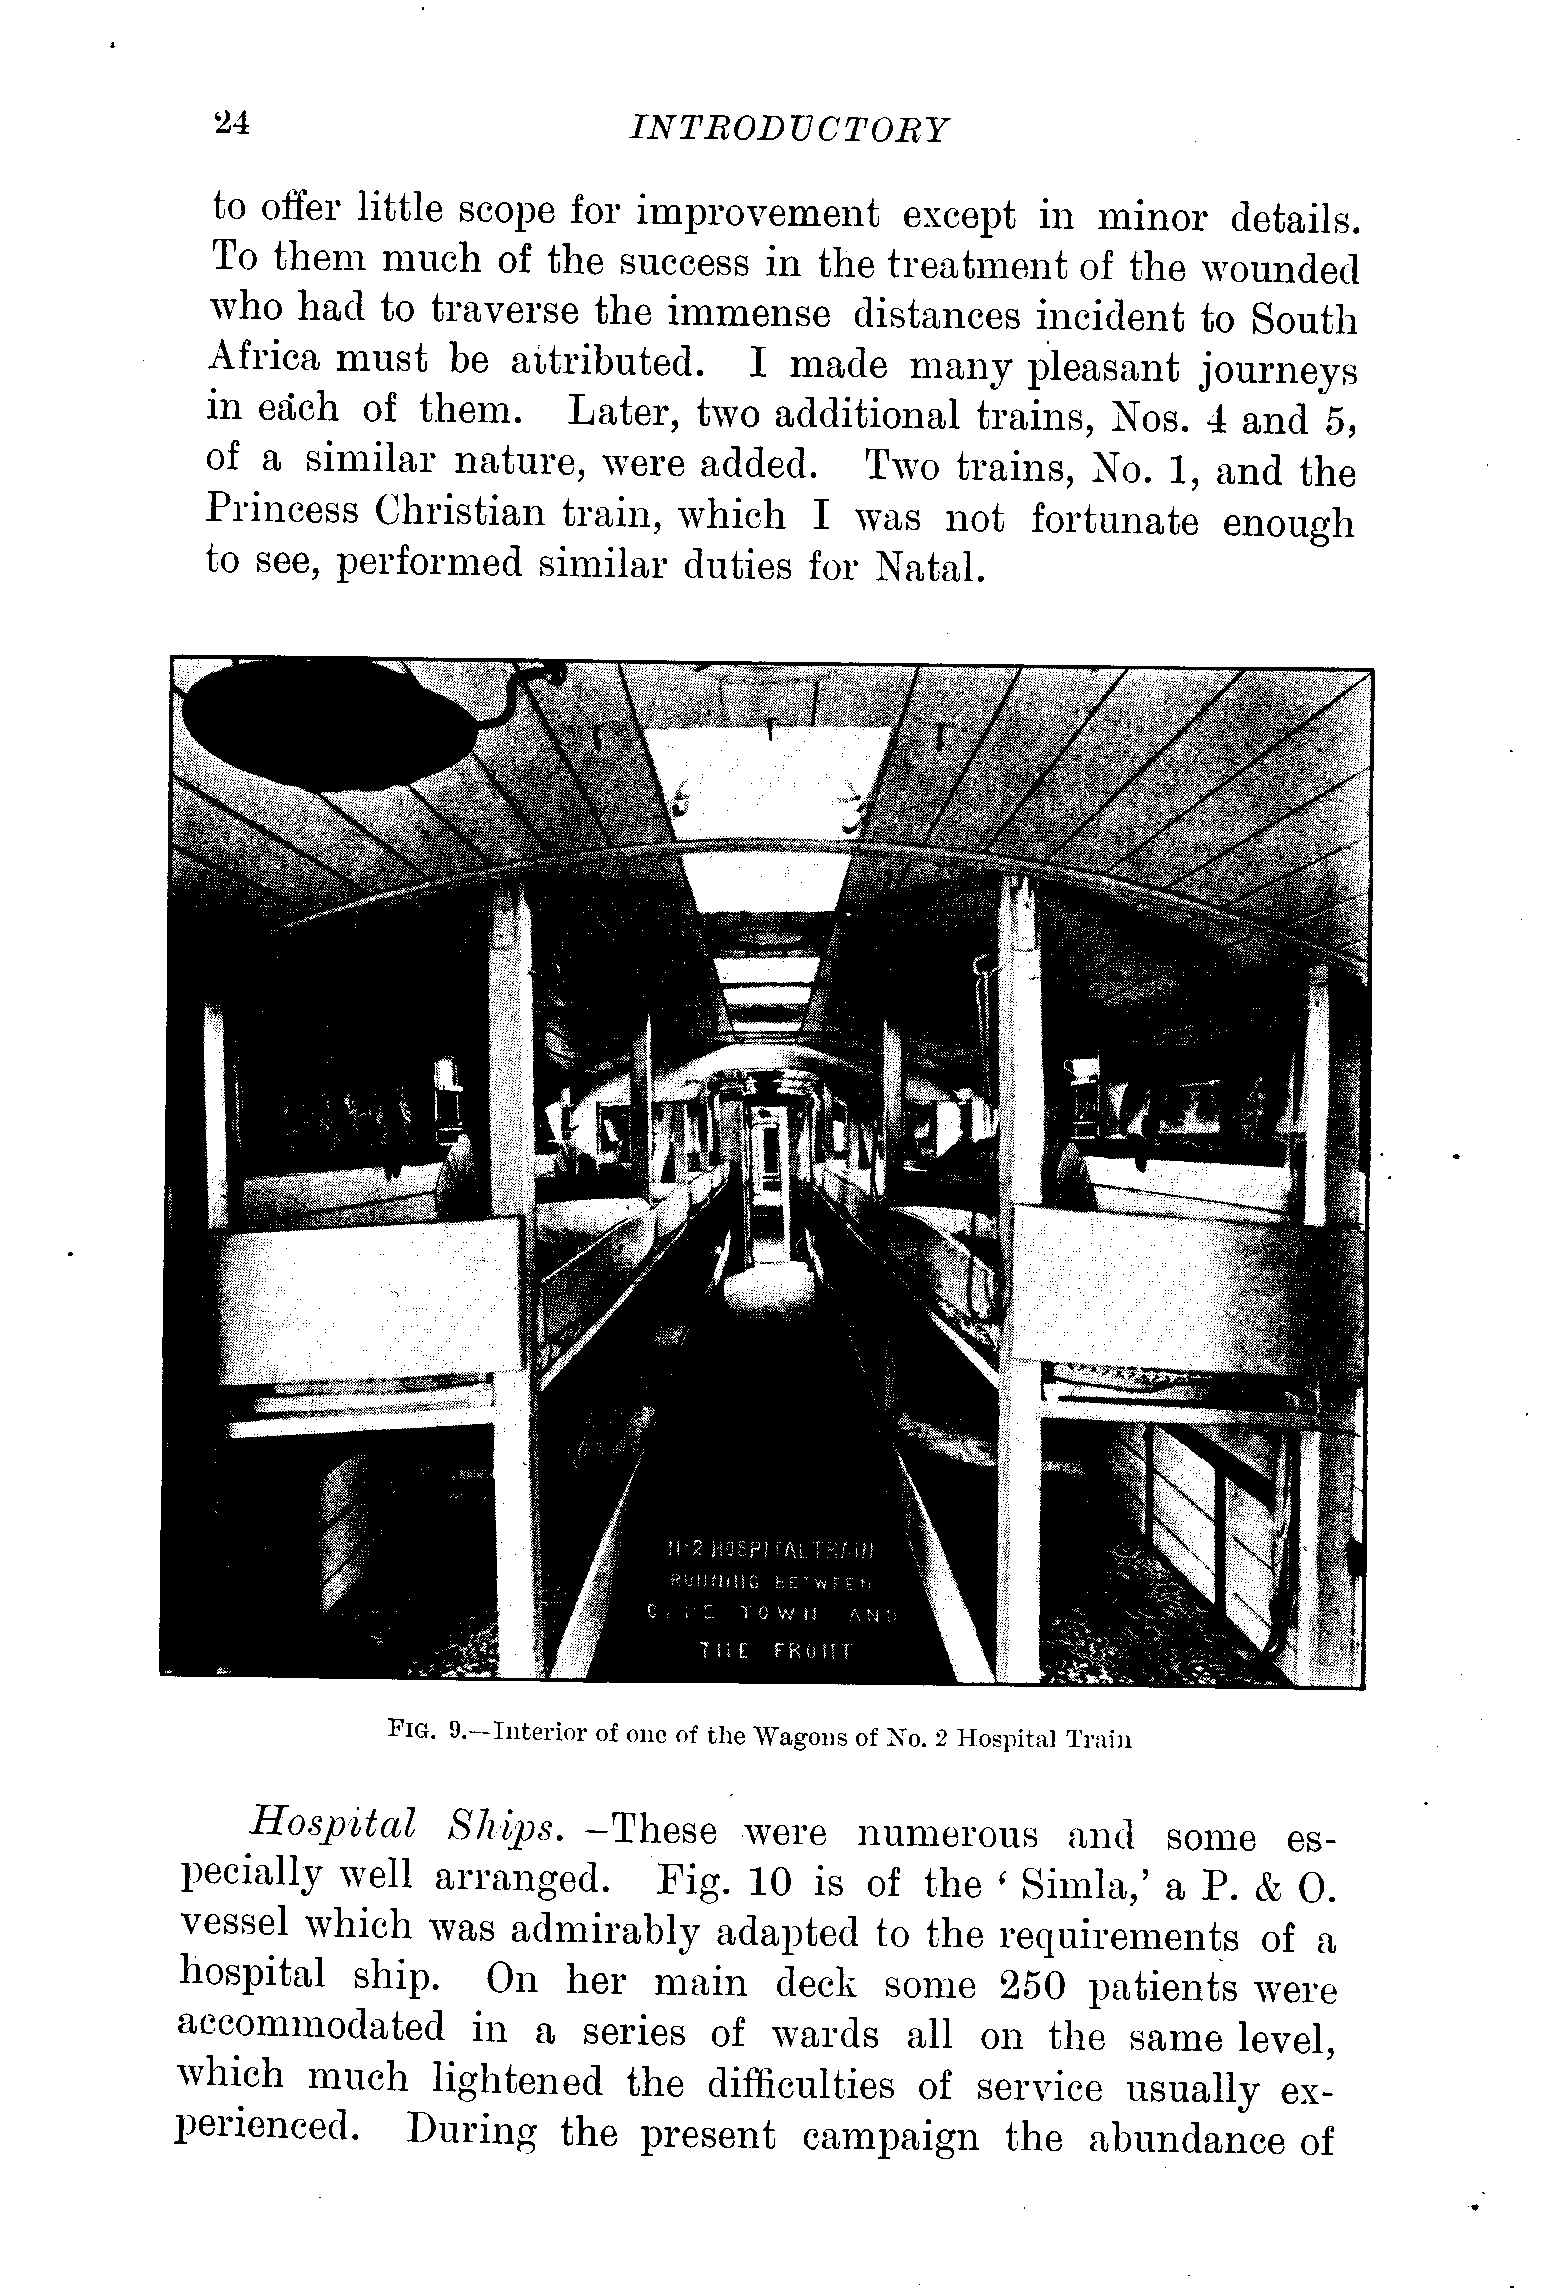 24 INTRODUCTORY
to offer little scope for improvement except in minor details.
To them much of the success in the treatment of the wounded
who had to traverse the immense distances incident to South
Africa must be attributed. I made many pleasant journeys
in each of them. Later, two additional trains, Nos. 4 and 5,
of a similar nature, were added. Two trains, No. 1, and the
Princess Christian train, which I was not fortunate enough
to see, performed similar duties for Natal.
Nº2 HOSPITAL TRAIN
RUNNING BETWEEN
CAPE TOWN AND
THE FRONT
FIG. 9.—Interior of one of the Wagons of No. 2 Hospital Train
Hospital Ships. —These were numerous and some es-
pecially well arranged. Fig. 10 is of the ‘ Simla,’ a P. & O.
vessel which was admirably adapted to the requirements of a
hospital ship. On her main deck some 250 patients were
accommodated in a series of wards all on the same level,
which much lightened the difficulties of service usually ex-
perienced. During the present campaign the abundance of